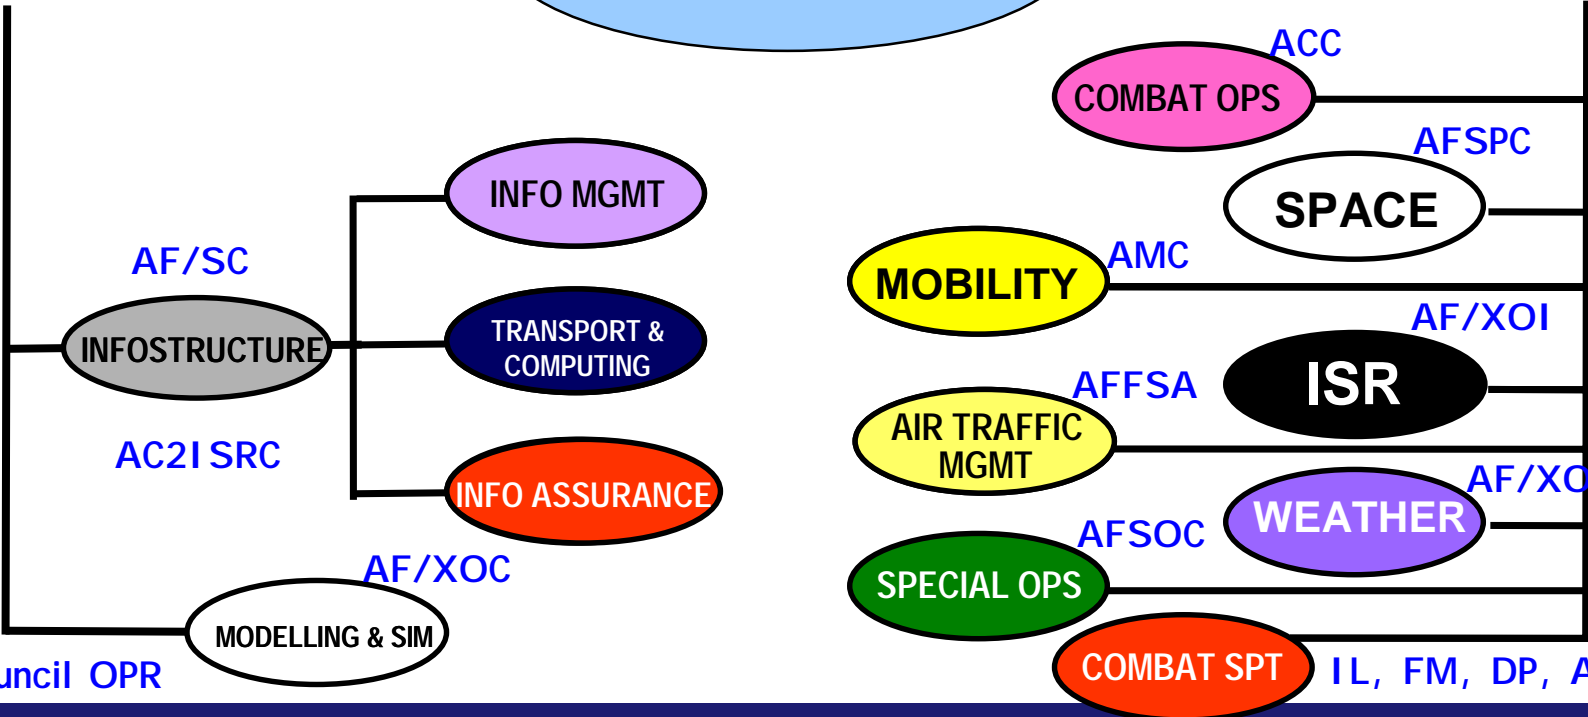 ACC
COMBAT OPS
AFSPC
SPACE
INFO MGMT
AF/SC
AMC
MOBILITY
AF/XOI
INFOSTRUCTURE
TRANSPORT &
COMPUTING
ISR
AFFSA
AIR TRAFFIC
MGMT
AC2ISRC
INFO ASSURANCE
WEATHER
AFSOC
AF/XOC
SPECIAL OPS
MODELLING & SIM
OPR
COMBAT SPT
IL, FM, DP,